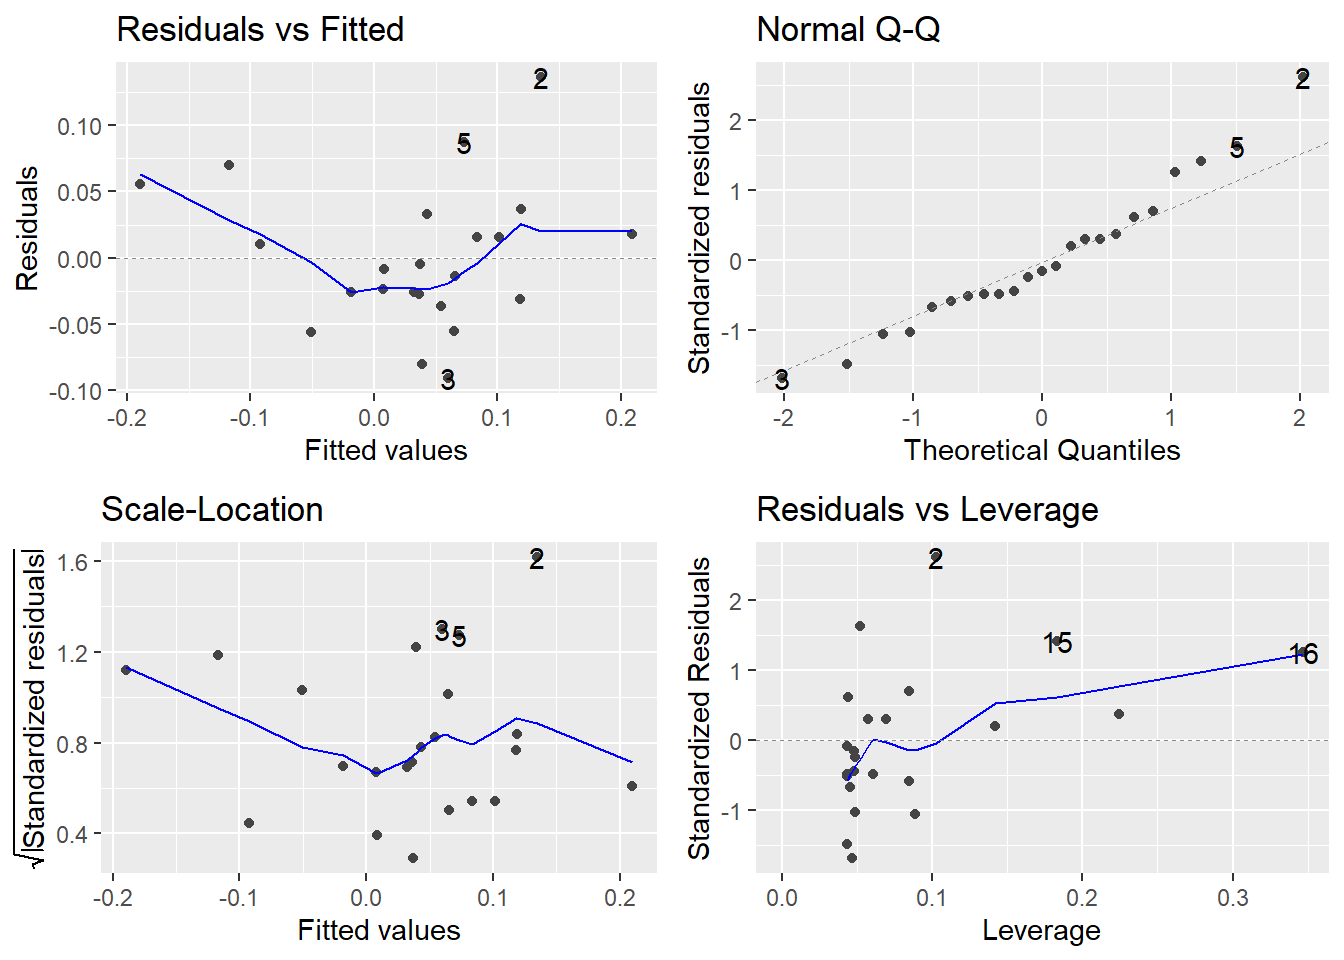 Residuals vs Fitted
Residuals
0.10
0.05
0.00
-0.05
-0.10
2
5
3
-0.2 -0.1 0.0 0.1 0.2
Fitted values
Normal Q-Q
Standardized residuals
2
1
0
-1
2
5
3
-2 -1 0 1 2
Theoretical Quantiles
Scale-Location
√|Standardized residuals|
1.6
1.2
0.8
0.4
2
3
5
-0.2 -0.1 0.0 0.1 0.2
Fitted values
Residuals vs Leverage
Standardized Residuals
2
1
0
-1
2
15
16
0.0 0.1 0.2 0.3
Leverage